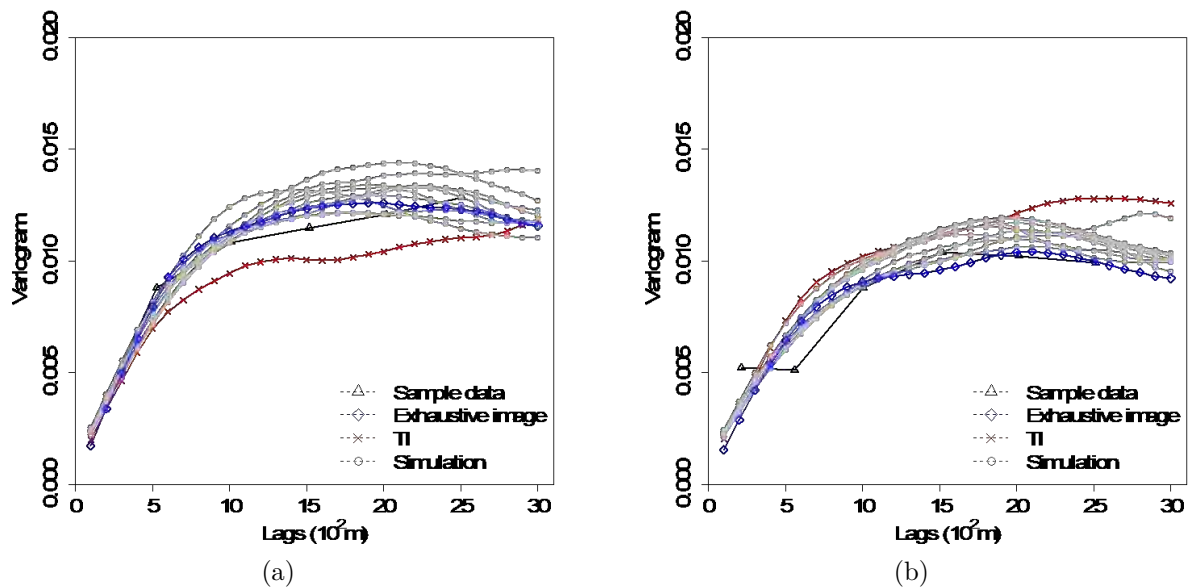 0.020
0.015
0.010
0.005
0.000
Variogram
0 5 10 15 20 25 30
Lags (10² m)
Sample data
Exhaustive image
TI
Simulation
(a)
0.020
0.015
0.010
0.005
0.000
Variogram
0 5 10 15 20 25 30
Lags (10² m)
Sample data
Exhaustive image
TI
Simulation
(b)